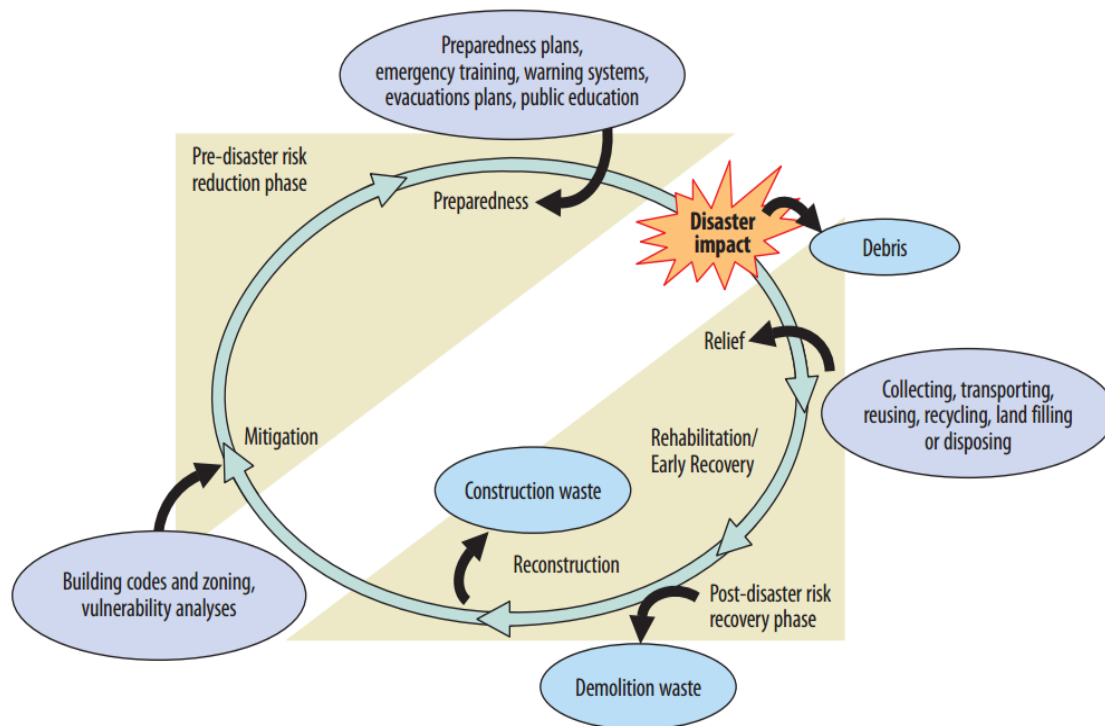 Preparedness plans,
emergency training, warning systems,
evacuations plans, public education
Pre-disaster risk
reduction phase
Preparedness
Disaster
impact
Debris
Relief
Collecting, transporting,
reusing, recycling, land filling
or disposing
Mitigation
Rehabilitation/
Early Recovery
Construction waste
Reconstruction
Building codes and zoning,
vulnerability analyses
Post-disaster risk
recovery phase
Demolition waste